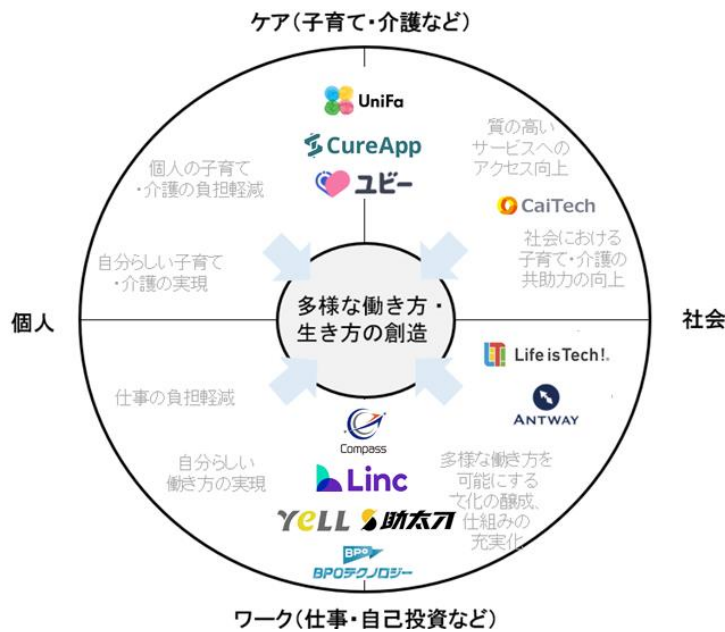 ケア(子育て・介護など)
UniFa
CureApp
ユビー
個人の子育て
・介護の負担軽減
自分らしい子育て
・介護の実現
質の高い
サービスへの
アクセス向上
CaiTech
社会における
子育て・介護の
共助力の向上
個人
多様な働き方・
生き方の創造
社会
仕事の負担軽減
自分らしい
働き方の実現
Compass
Linc
YeLL
助太刀
BPO
BPOテクノロジー
Life is Tech!
ANTWAY
多様な働き方を
可能にする
文化の醸成、
仕組みの
充実化
ワーク(仕事・自己投資など)